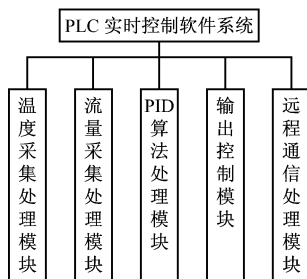 PLC 实时控制软件系统
温度采集处理模块
流量采集处理模块
PID算法处理模块
输出控制模块
远程通信处理模块